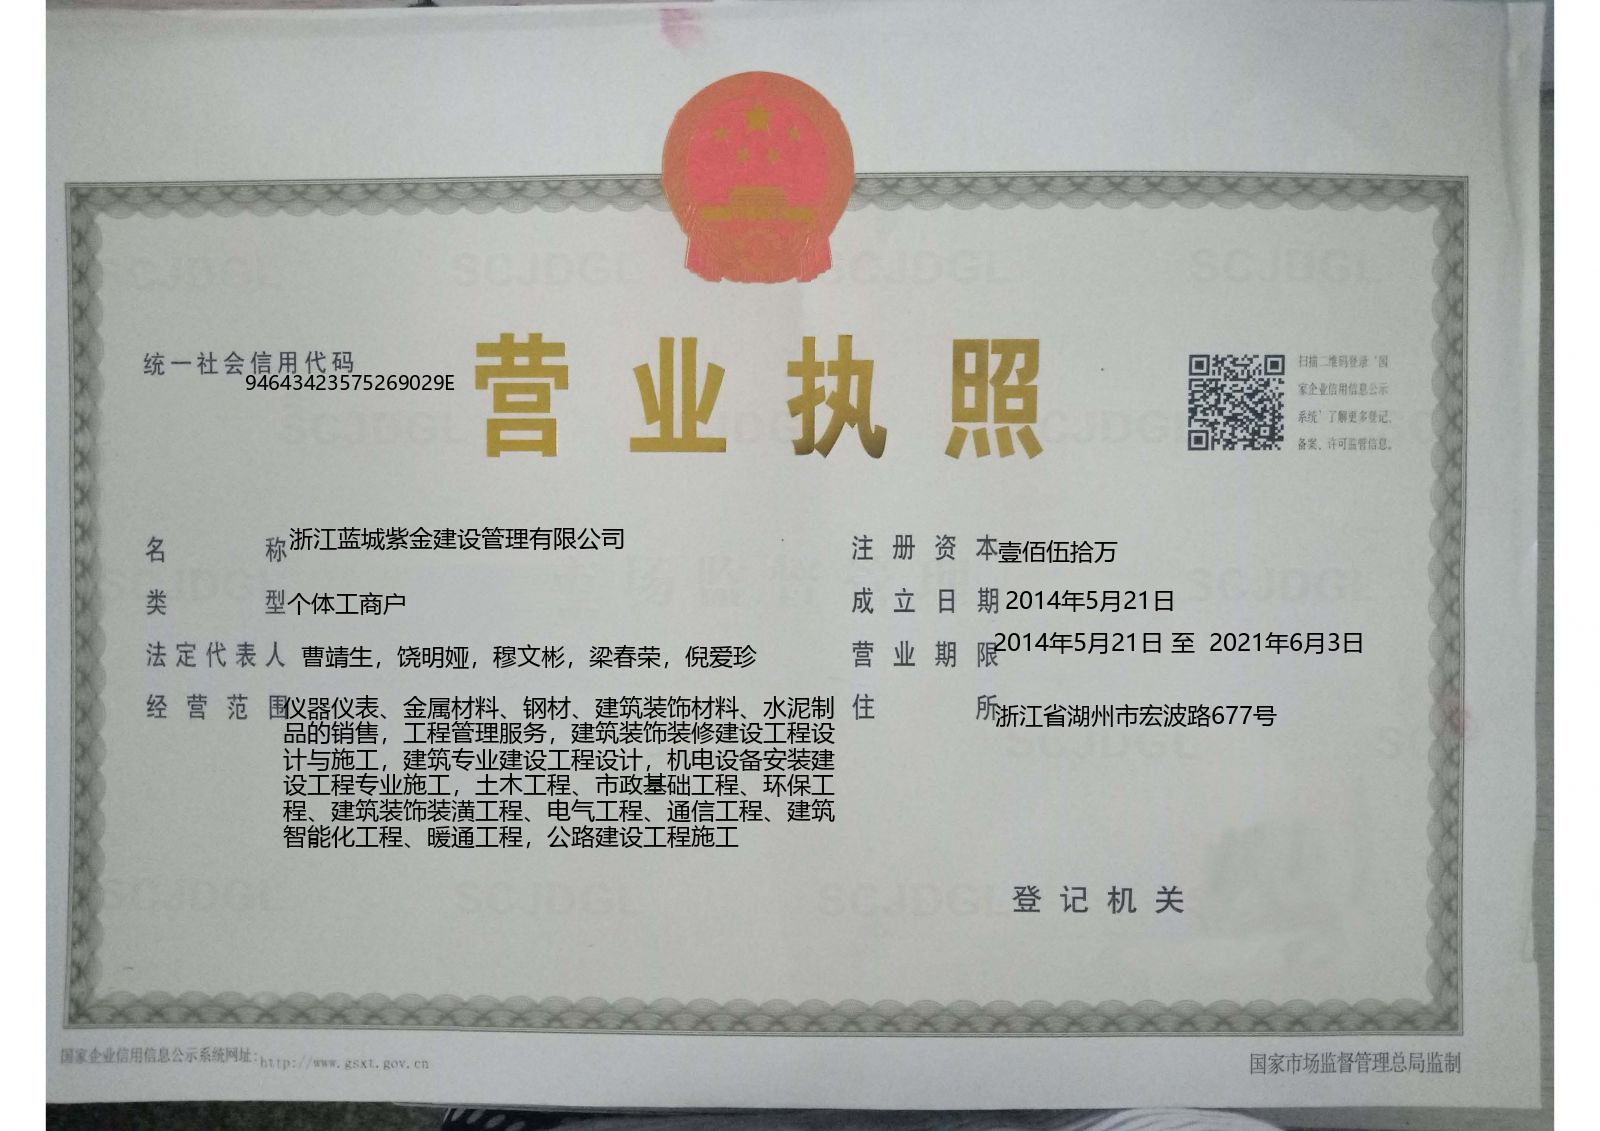 统一社会信用代码
94643423575269029E
营业执照
扫描二维码登录‘国
家企业信用信息公示
系统’了解更多登记、
备案、许可监管信息。
名称 浙江蓝城紫金建设管理有限公司
类型 个体工商户
法定代表人 曹靖生，饶明娅，穆文彬，梁春荣，倪爱珍
经营范围 仪器仪表、金属材料、钢材、建筑装饰材料、水泥制
品的销售，工程管理服务，建筑装饰装修建设工程设
计与施工，建筑专业建设工程设计，机电设备安装建
设工程专业施工，土木工程、市政基础工程、环保工
程、建筑装饰装潢工程、电气工程、通信工程、建筑
智能化工程、暖通工程，公路建设工程施工
注册资本 壹佰伍拾万
成立日期 2014年5月21日
营业期限 2014年5月21日 至 2021年6月3日
住所 浙江省湖州市宏波路677号
登记机关
国家企业信用信息公示系统网址：http://www.gsxt.gov.cn
国家市场监督管理总局监制